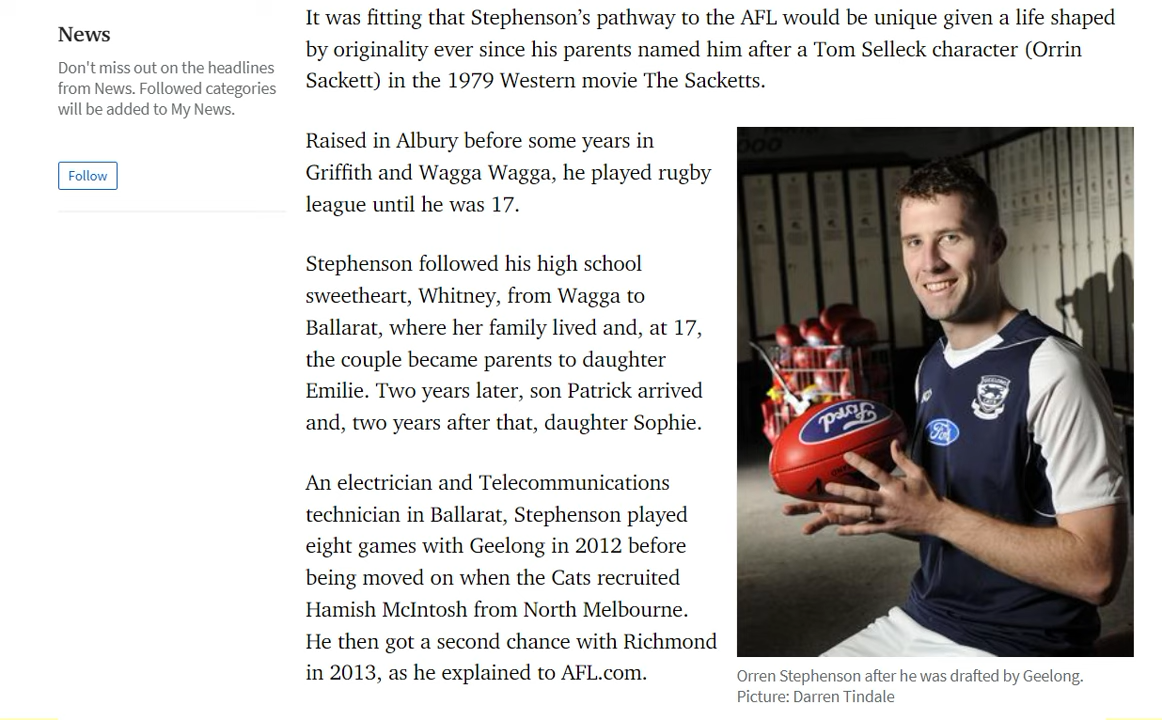 News
Don't miss out on the headlines
from News. Followed categories
will be added to My News.
Follow
It was fitting that Stephenson’s pathway to the AFL would be unique given a life shaped
by originality ever since his parents named him after a Tom Selleck character (Orrin
Sackett) in the 1979 Western movie The Sacketts.
Raised in Albury before some years in
Griffith and Wagga Wagga, he played rugby
league until he was 17.
Stephenson followed his high school
sweetheart, Whitney, from Wagga to
Ballarat, where her family lived and, at 17,
the couple became parents to daughter
Emilie. Two years later, son Patrick arrived
and, two years after that, daughter Sophie.
An electrician and Telecommunications
technician in Ballarat, Stephenson played
eight games with Geelong in 2012 before
being moved on when the Cats recruited
Hamish McIntosh from North Melbourne.
He then got a second chance with Richmond
in 2013, as he explained to AFL.com.
GEELONG
CATS
Ford
Ford
Orren Stephenson after he was drafted by Geelong.
Picture: Darren Tindale